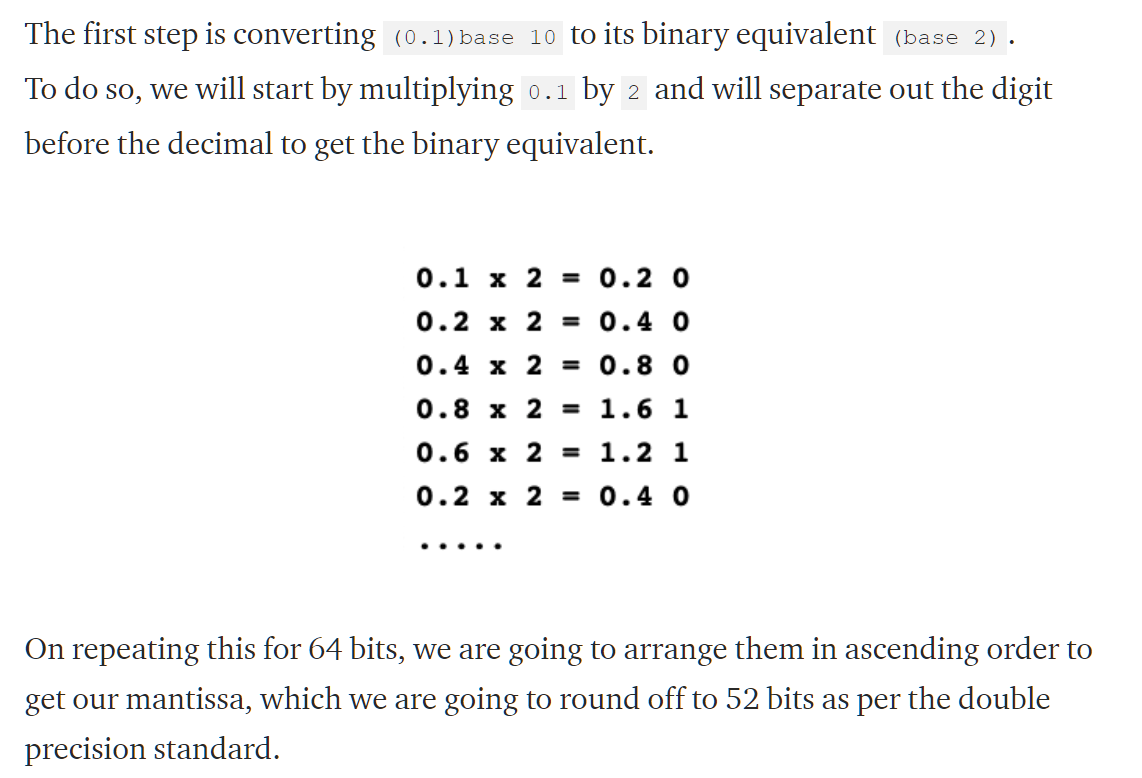 The first step is converting (0.1)base 10 to its binary equivalent (base 2) .
To do so, we will start by multiplying 0.1 by 2 and will separate out the digit
before the decimal to get the binary equivalent.
0.1 x 2 = 0.2 0
0.2 x 2 = 0.4 0
0.4 x 2 = 0.8 0
0.8 x 2 = 1.6 1
0.6 x 2 = 1.2 1
0.2 x 2 = 0.4 0
.....
On repeating this for 64 bits, we are going to arrange them in ascending order to
get our mantissa, which we are going to round off to 52 bits as per the double
precision standard.